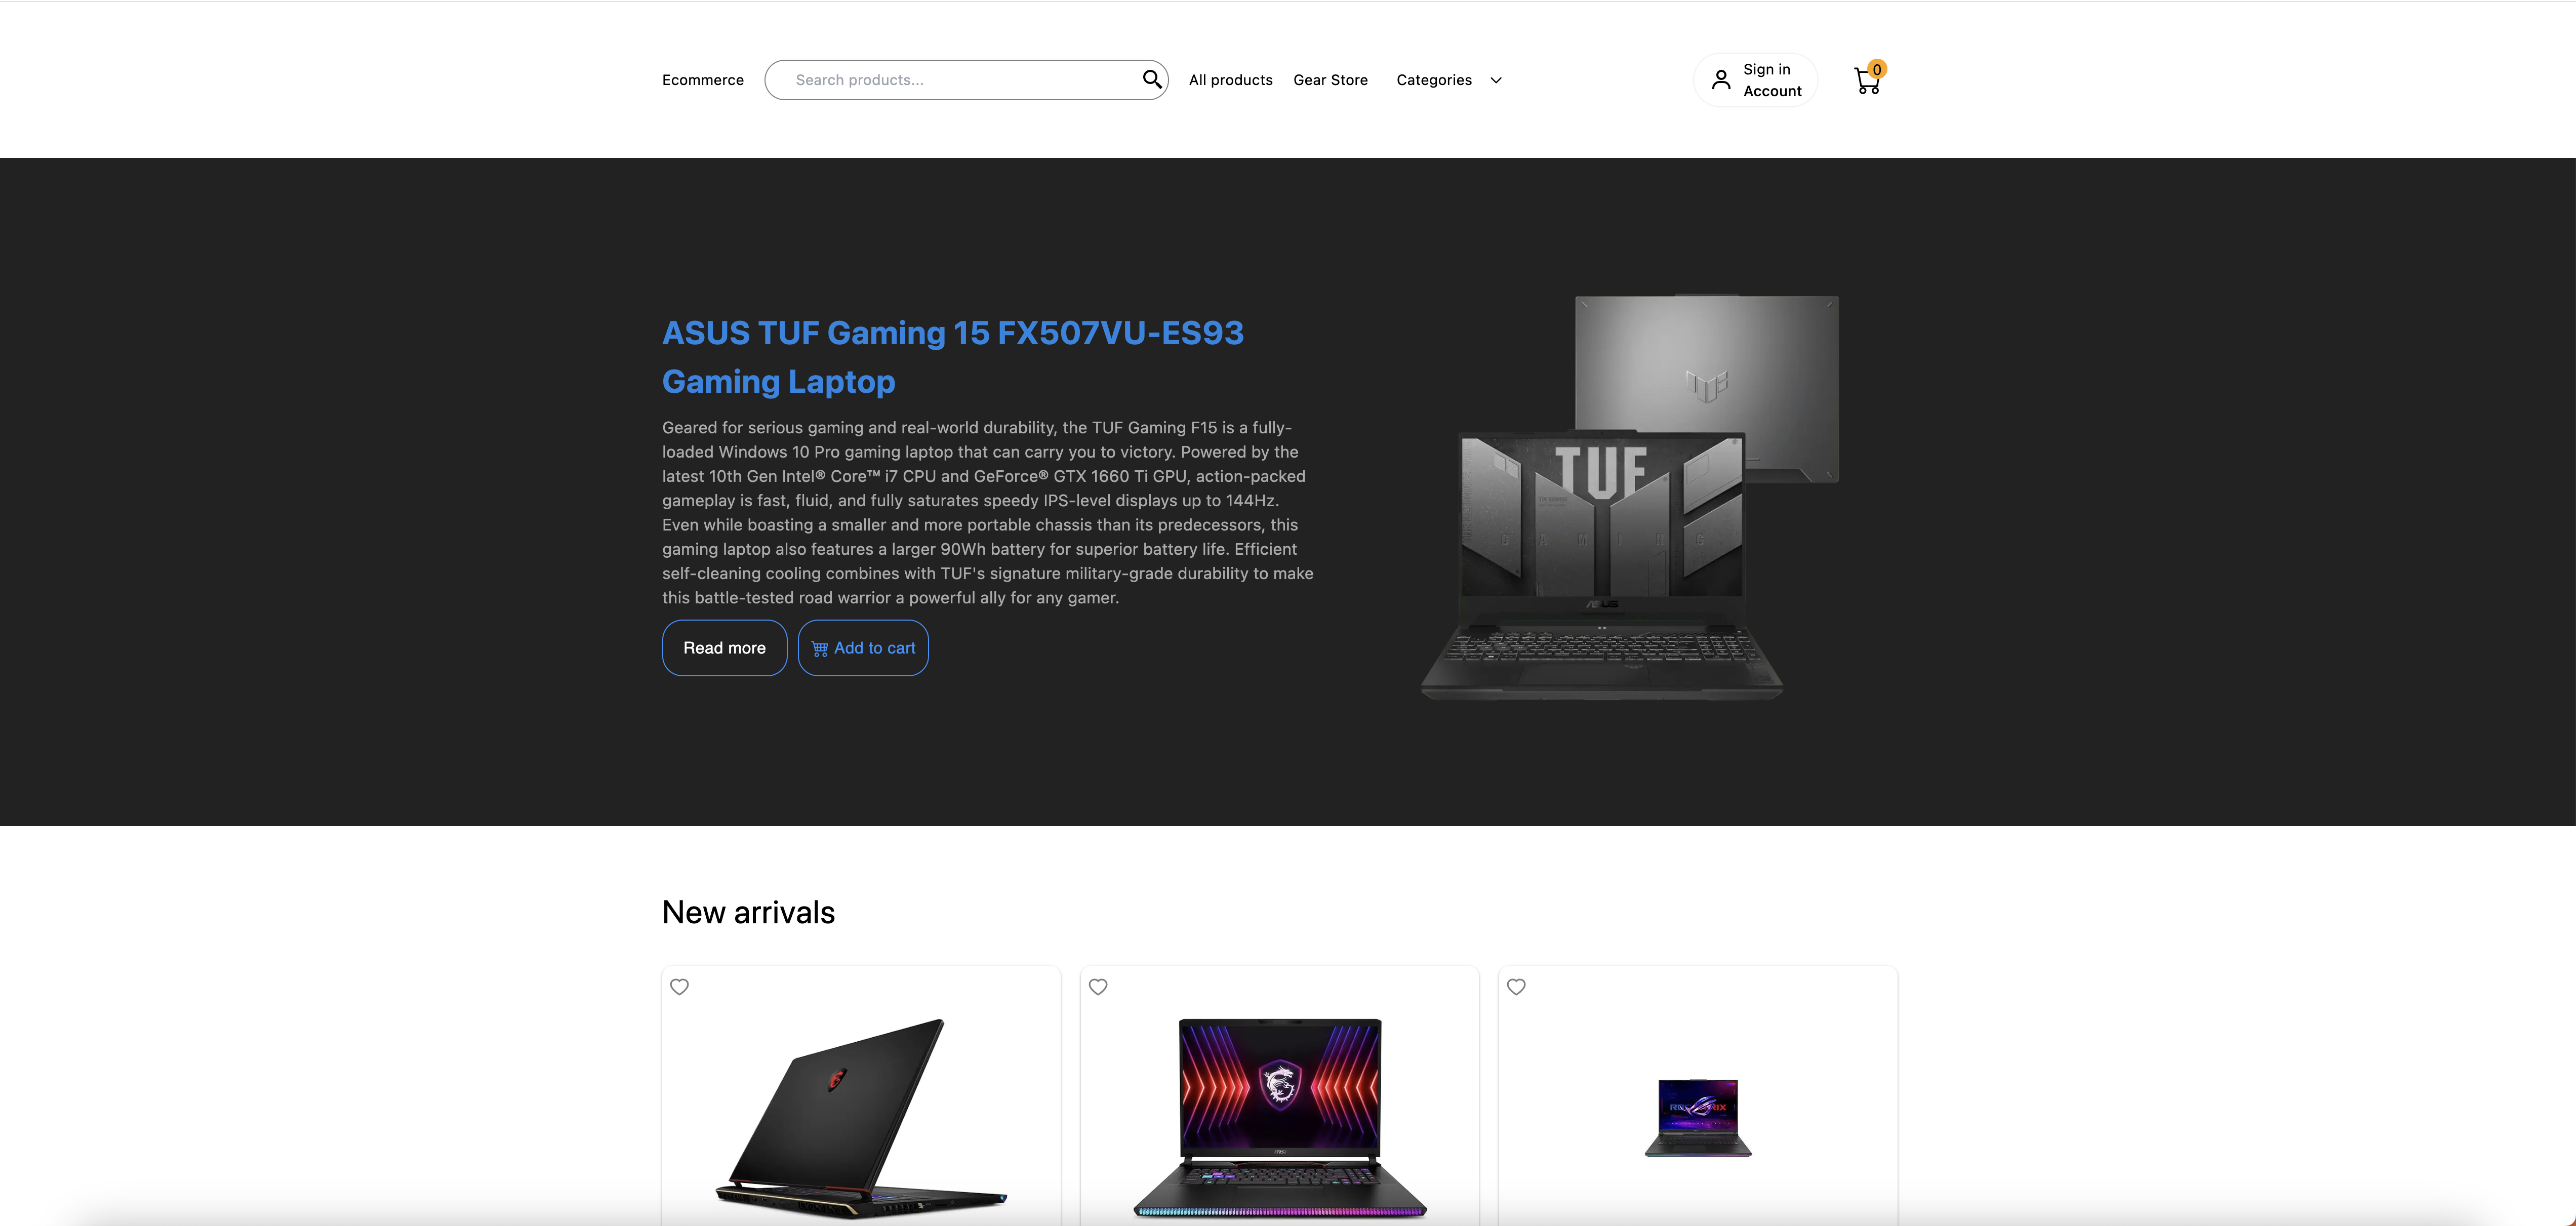 Ecommerce
Search products...
All products
Gear Store
Categories
Sign in
Account
0
ASUS TUF Gaming 15 FX507VU-ES93
Gaming Laptop
Geared for serious gaming and real-world durability, the TUF Gaming F15 is a fully-
loaded Windows 10 Pro gaming laptop that can carry you to victory. Powered by the
latest 10th Gen Intel® Core™ i7 CPU and GeForce® GTX 1660 Ti GPU, action-packed
gameplay is fast, fluid, and fully saturates speedy IPS-level displays up to 144Hz.
Even while boasting a smaller and more portable chassis than its predecessors, this
gaming laptop also features a larger 90Wh battery for superior battery life. Efficient
self-cleaning cooling combines with TUF's signature military-grade durability to make
this battle-tested road warrior a powerful ally for any gamer.
Read more
Add to cart
TUF
GAMING
ASUS
New arrivals
msi